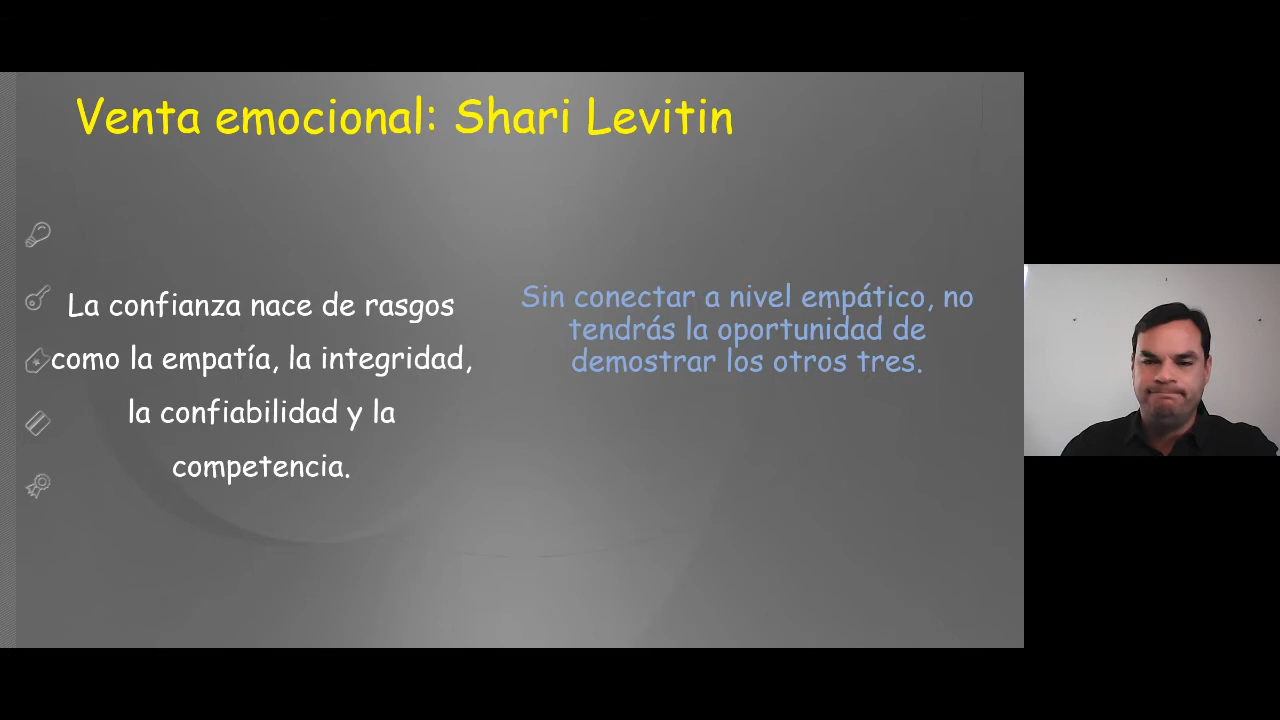 Venta emocional: Shari Levitin
La confianza nace de rasgos
como la empatía, la integridad,
la confiabilidad y la
competencia.
Sin conectar a nivel empático, no
tendrás la oportunidad de
demostrar los otros tres.